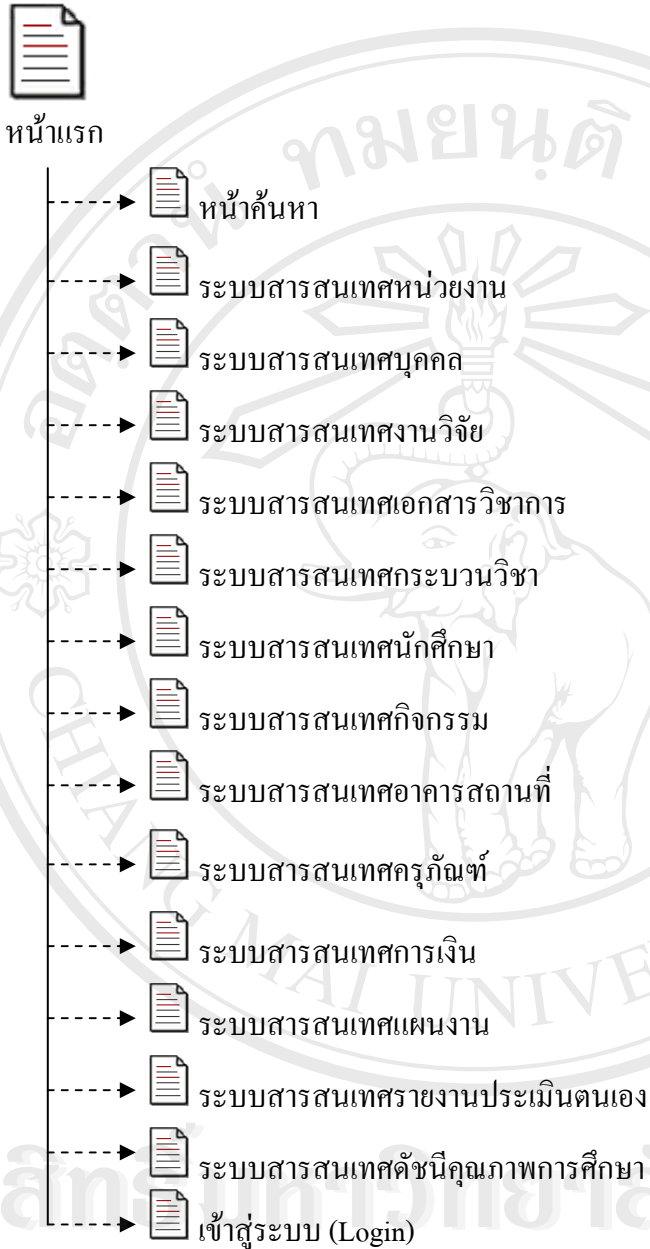 หน้าแรก
หน้าค้นหา
ระบบสารสนเทศหน่วยงาน
ระบบสารสนเทศบุคคล
ระบบสารสนเทศงานวิจัย
ระบบสารสนเทศเอกสารวิชาการ
ระบบสารสนเทศกระบวนวิชา
ระบบสารสนเทศนักศึกษา
ระบบสารสนเทศกิจกรรม
ระบบสารสนเทศอาคารสถานที่
ระบบสารสนเทศครุภัณฑ์
ระบบสารสนเทศการเงิน
ระบบสารสนเทศแผนงาน
ระบบสารสนเทศรายงานประเมินตนเอง
ระบบสารสนเทศดัชนีคุณภาพการศึกษา
เข้าสู่ระบบ (Login)
CHIANG MAI UNIVE